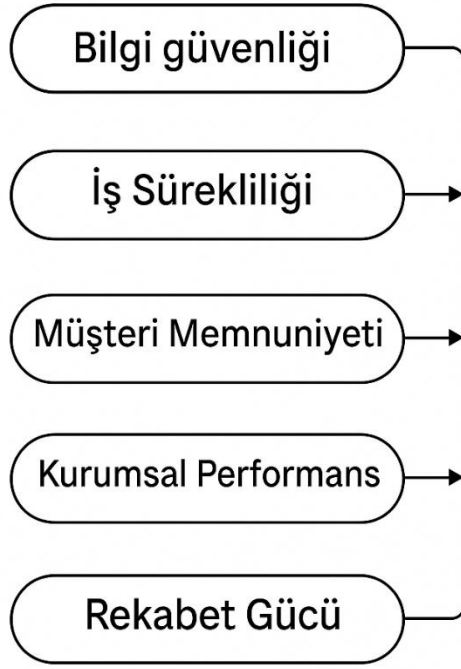 Bilgi güvenliği
İş Sürekliliği
Müşteri Memnuniyeti
Kurumsal Performans
Rekabet Gücü